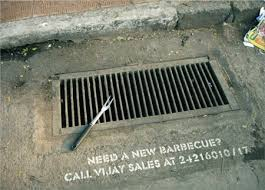 NEED A NEW BARBECUE?
CALL VIJAY SALES AT 24216010/17.